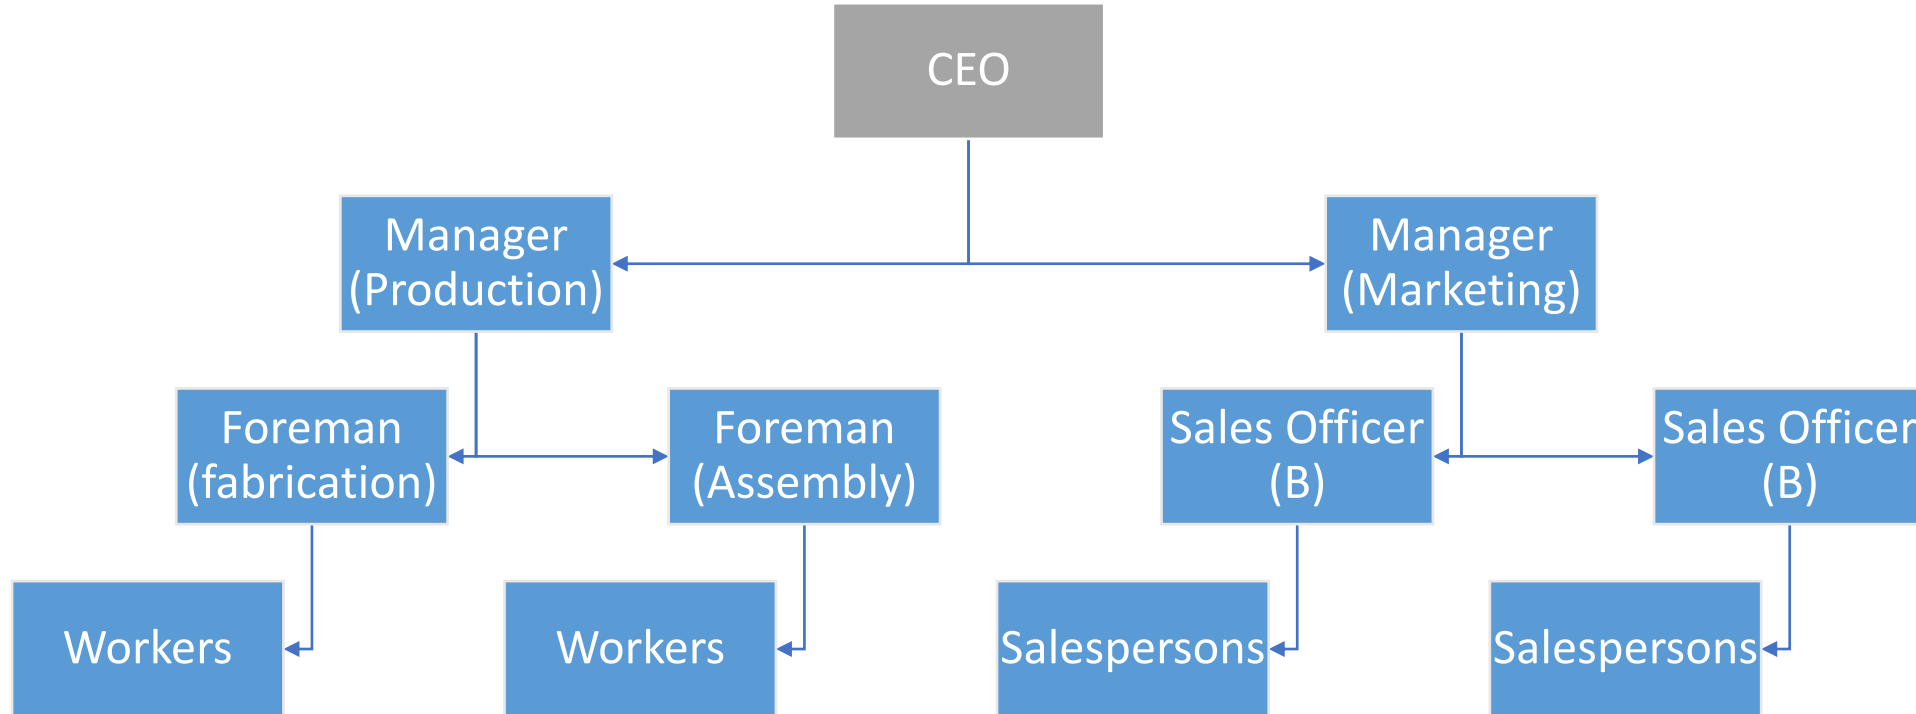 CEO
Manager
(Production)
Manager
(Marketing)
Foreman
(fabrication)
Foreman
(Assembly)
Sales Officer
(B)
Sales Officer
(B)
Workers
Workers
Salespersons
Salespersons